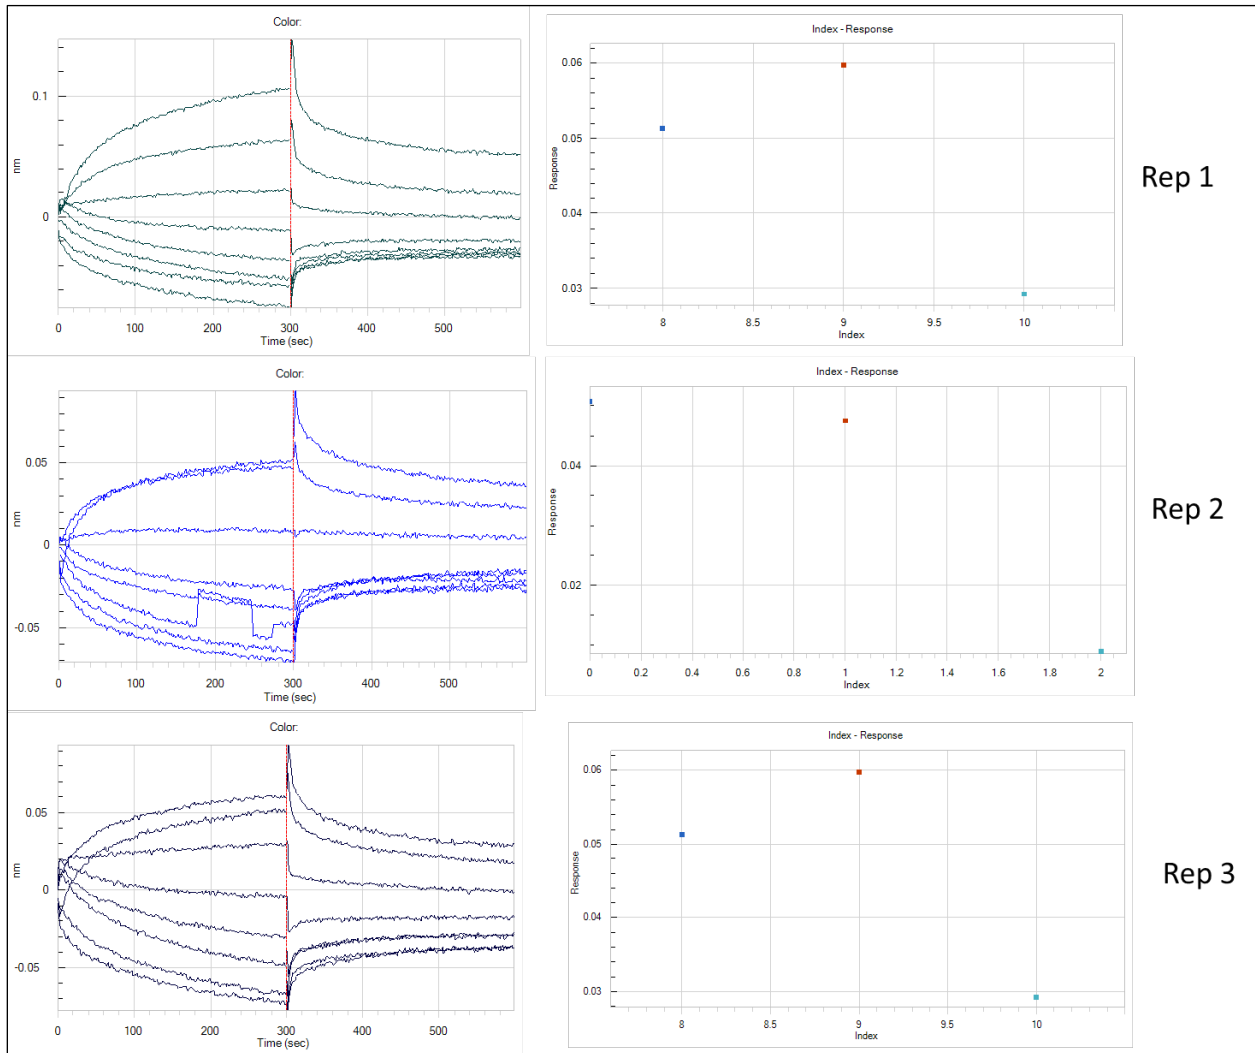 Color:
nm
0.1
0
0 100 200 300 400 500
Time (sec)
Index - Response
Response
0.06
0.05
0.04
0.03
8 8.5 9 9.5 10
Index
Rep 1
Color:
nm
0.05
0
-0.05
0 100 200 300 400 500
Time (sec)
Index - Response
Response
0.04
0.02
0 0.2 0.4 0.6 0.8 1 1.2 1.4 1.6 1.8 2
Index
Rep 2
Color:
nm
0.05
0
-0.05
0 100 200 300 400 500
Time (sec)
Index - Response
Response
0.06
0.05
0.04
0.03
8 8.5 9 9.5 10
Index
Rep 3